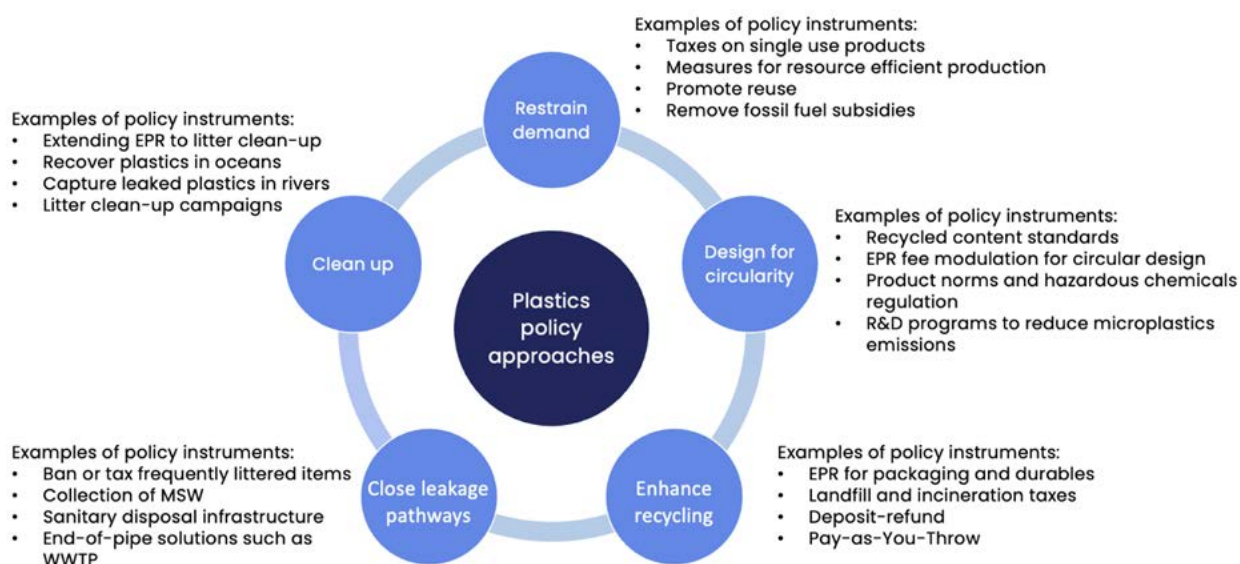 Examples of policy instruments:
• Taxes on single use products
• Measures for resource efficient production
• Promote reuse
• Remove fossil fuel subsidies
Restrain
demand
Examples of policy instruments:
• Extending EPR to litter clean-up
• Recover plastics in oceans
• Capture leaked plastics in rivers
• Litter clean-up campaigns
Clean up
Design for
circularity
Examples of policy instruments:
• Recycled content standards
• EPR fee modulation for circular design
• Product norms and hazardous chemicals
regulation
• R&D programs to reduce microplastics
emissions
Plastics
policy
approaches
Examples of policy instruments:
• Ban or tax frequently littered items
• Collection of MSW
• Sanitary disposal infrastructure
• End-of-pipe solutions such as
WWTP
Close leakage
pathways
Enhance
recycling
Examples of policy instruments:
• EPR for packaging and durables
• Landfill and incineration taxes
• Deposit-refund
• Pay-as-You-Throw